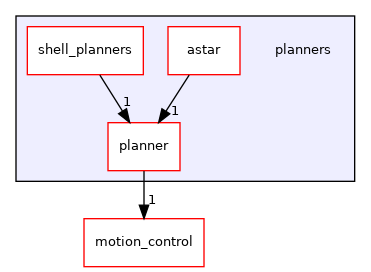 shell_planners
astar
planners
1
1
planner
1
motion_control